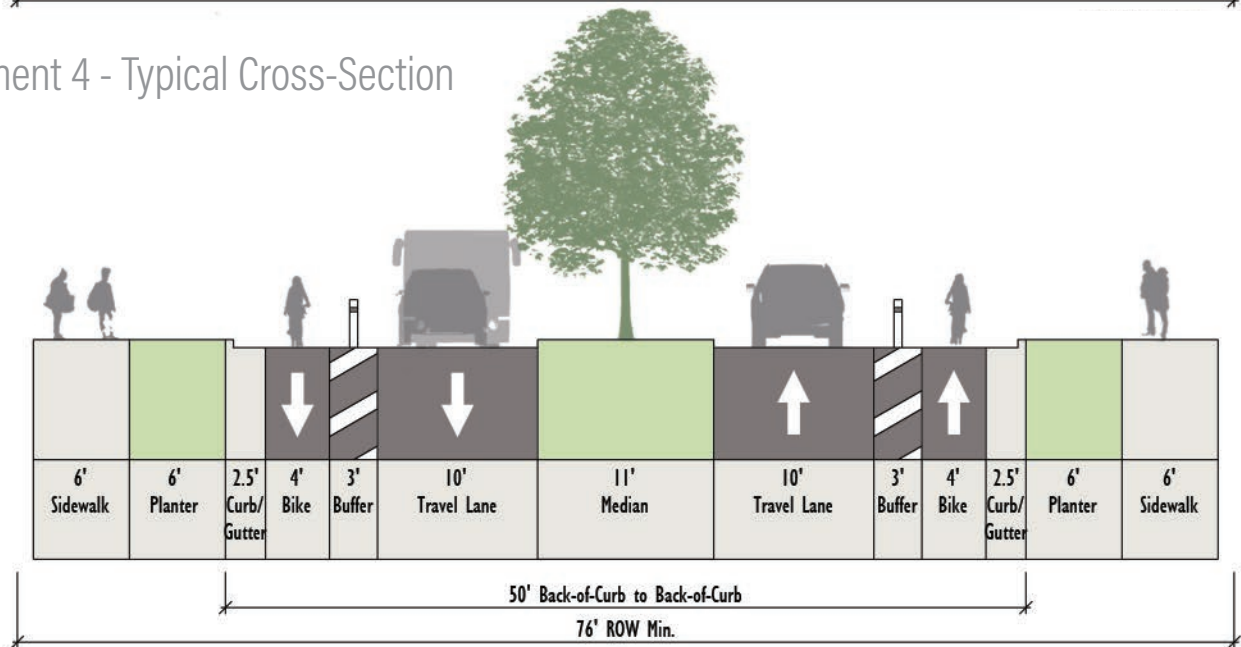 ment 4 - Typical Cross-Section
6' Sidewalk
6' Planter
2.5' Curb/ Gutter
4' Bike
3' Buffer
10' Travel Lane
11' Median
10' Travel Lane
3' Buffer
4' Bike
2.5' Curb/ Gutter
6' Planter
6' Sidewalk
50' Back-of-Curb to Back-of-Curb
76' ROW Min.